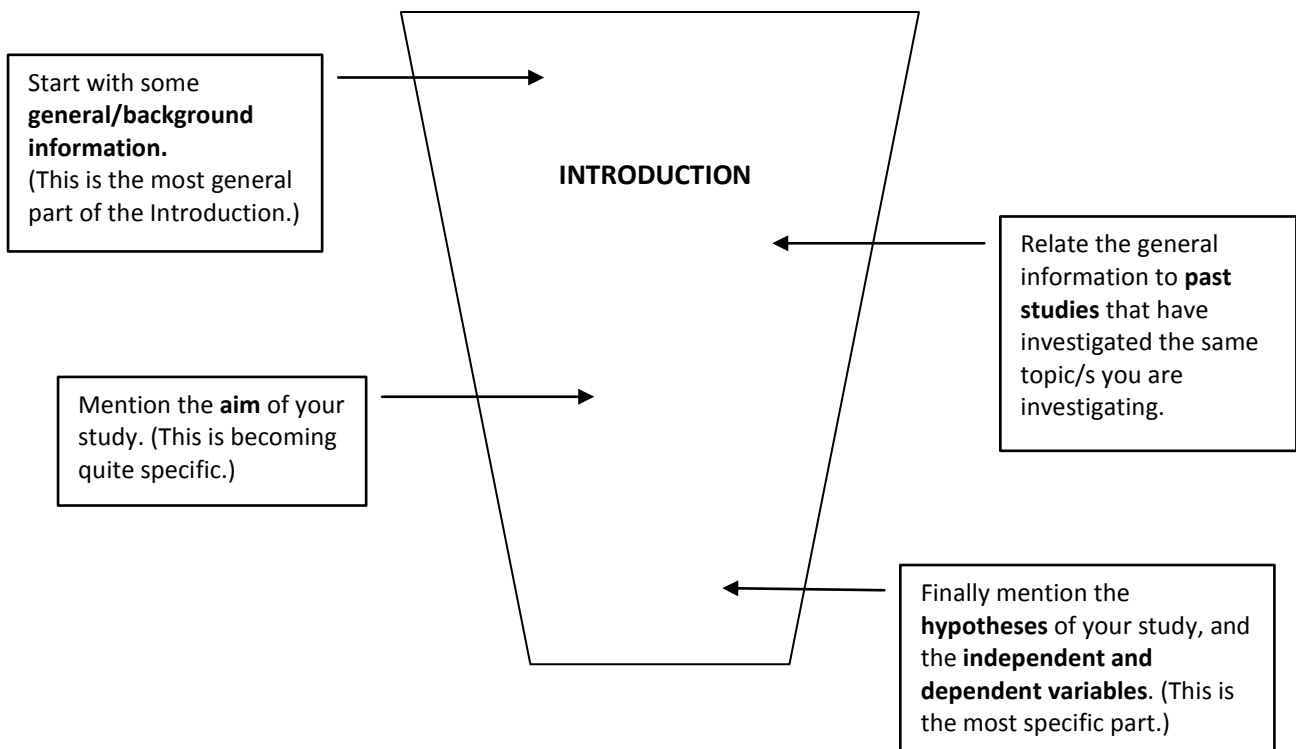 Start with some
general/background
information.
(This is the most general
part of the Introduction.)
INTRODUCTION
Relate the general
information to past
studies that have
investigated the same
topic/s you are
investigating.
Mention the aim of your
study. (This is becoming
quite specific.)
Finally mention the
hypotheses of your study, and
the independent and
dependent variables. (This is
the most specific part.)